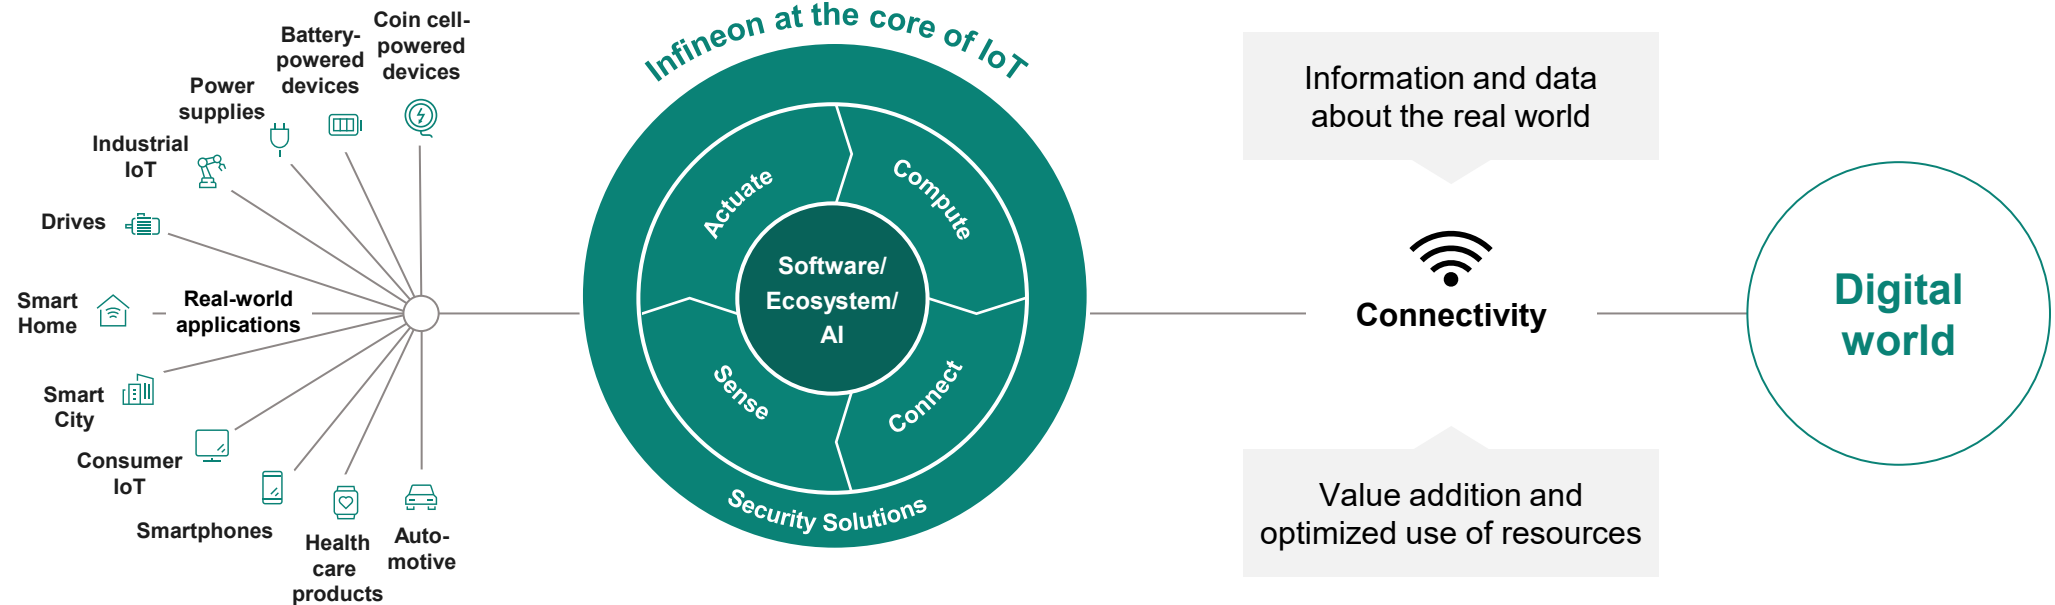 Coin cell-
powered
devices
Battery-
powered
devices
Power
supplies
Industrial
IoT
Drives
Smart
Home
Real-world
applications
Smart
City
Consumer
IoT
Smartphones
Health
care
products
Auto-
motive
Infineon at the core of IoT
Actuate
Compute
Software/
Ecosystem/
AI
Sense
Connect
Security Solutions
Information and data
about the real world
Connectivity
Value addition and
optimized use of resources
Digital
world